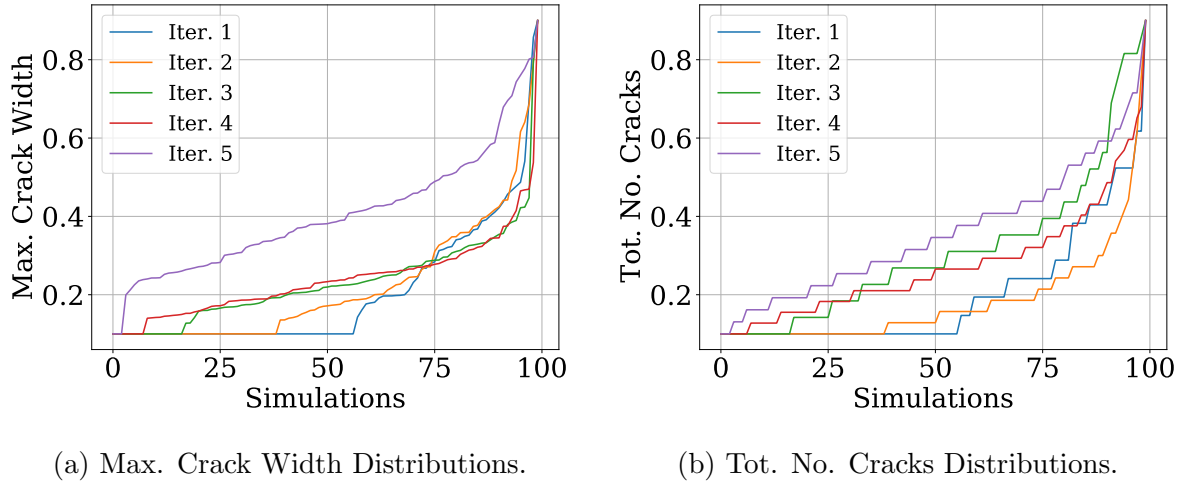 Max. Crack Width
0.8
0.6
0.4
0.2
Iter. 1
Iter. 2
Iter. 3
Iter. 4
Iter. 5
0 25 50 75 100
Simulations
(a) Max. Crack Width Distributions.
Tot. No. Cracks
0.8
0.6
0.4
0.2
Iter. 1
Iter. 2
Iter. 3
Iter. 4
Iter. 5
0 25 50 75 100
Simulations
(b) Tot. No. Cracks Distributions.